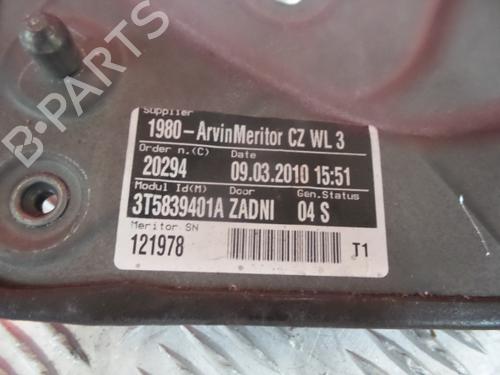 B-PARTS
Supplier
1980-ArvinMeritor CZ WL 3
Order n.(C) Date
20294 09.03.2010 15:51
Modul Id(M) Door Gen.Status
3T5839401A ZADNI 04 S
Meritor SN
121978 T1